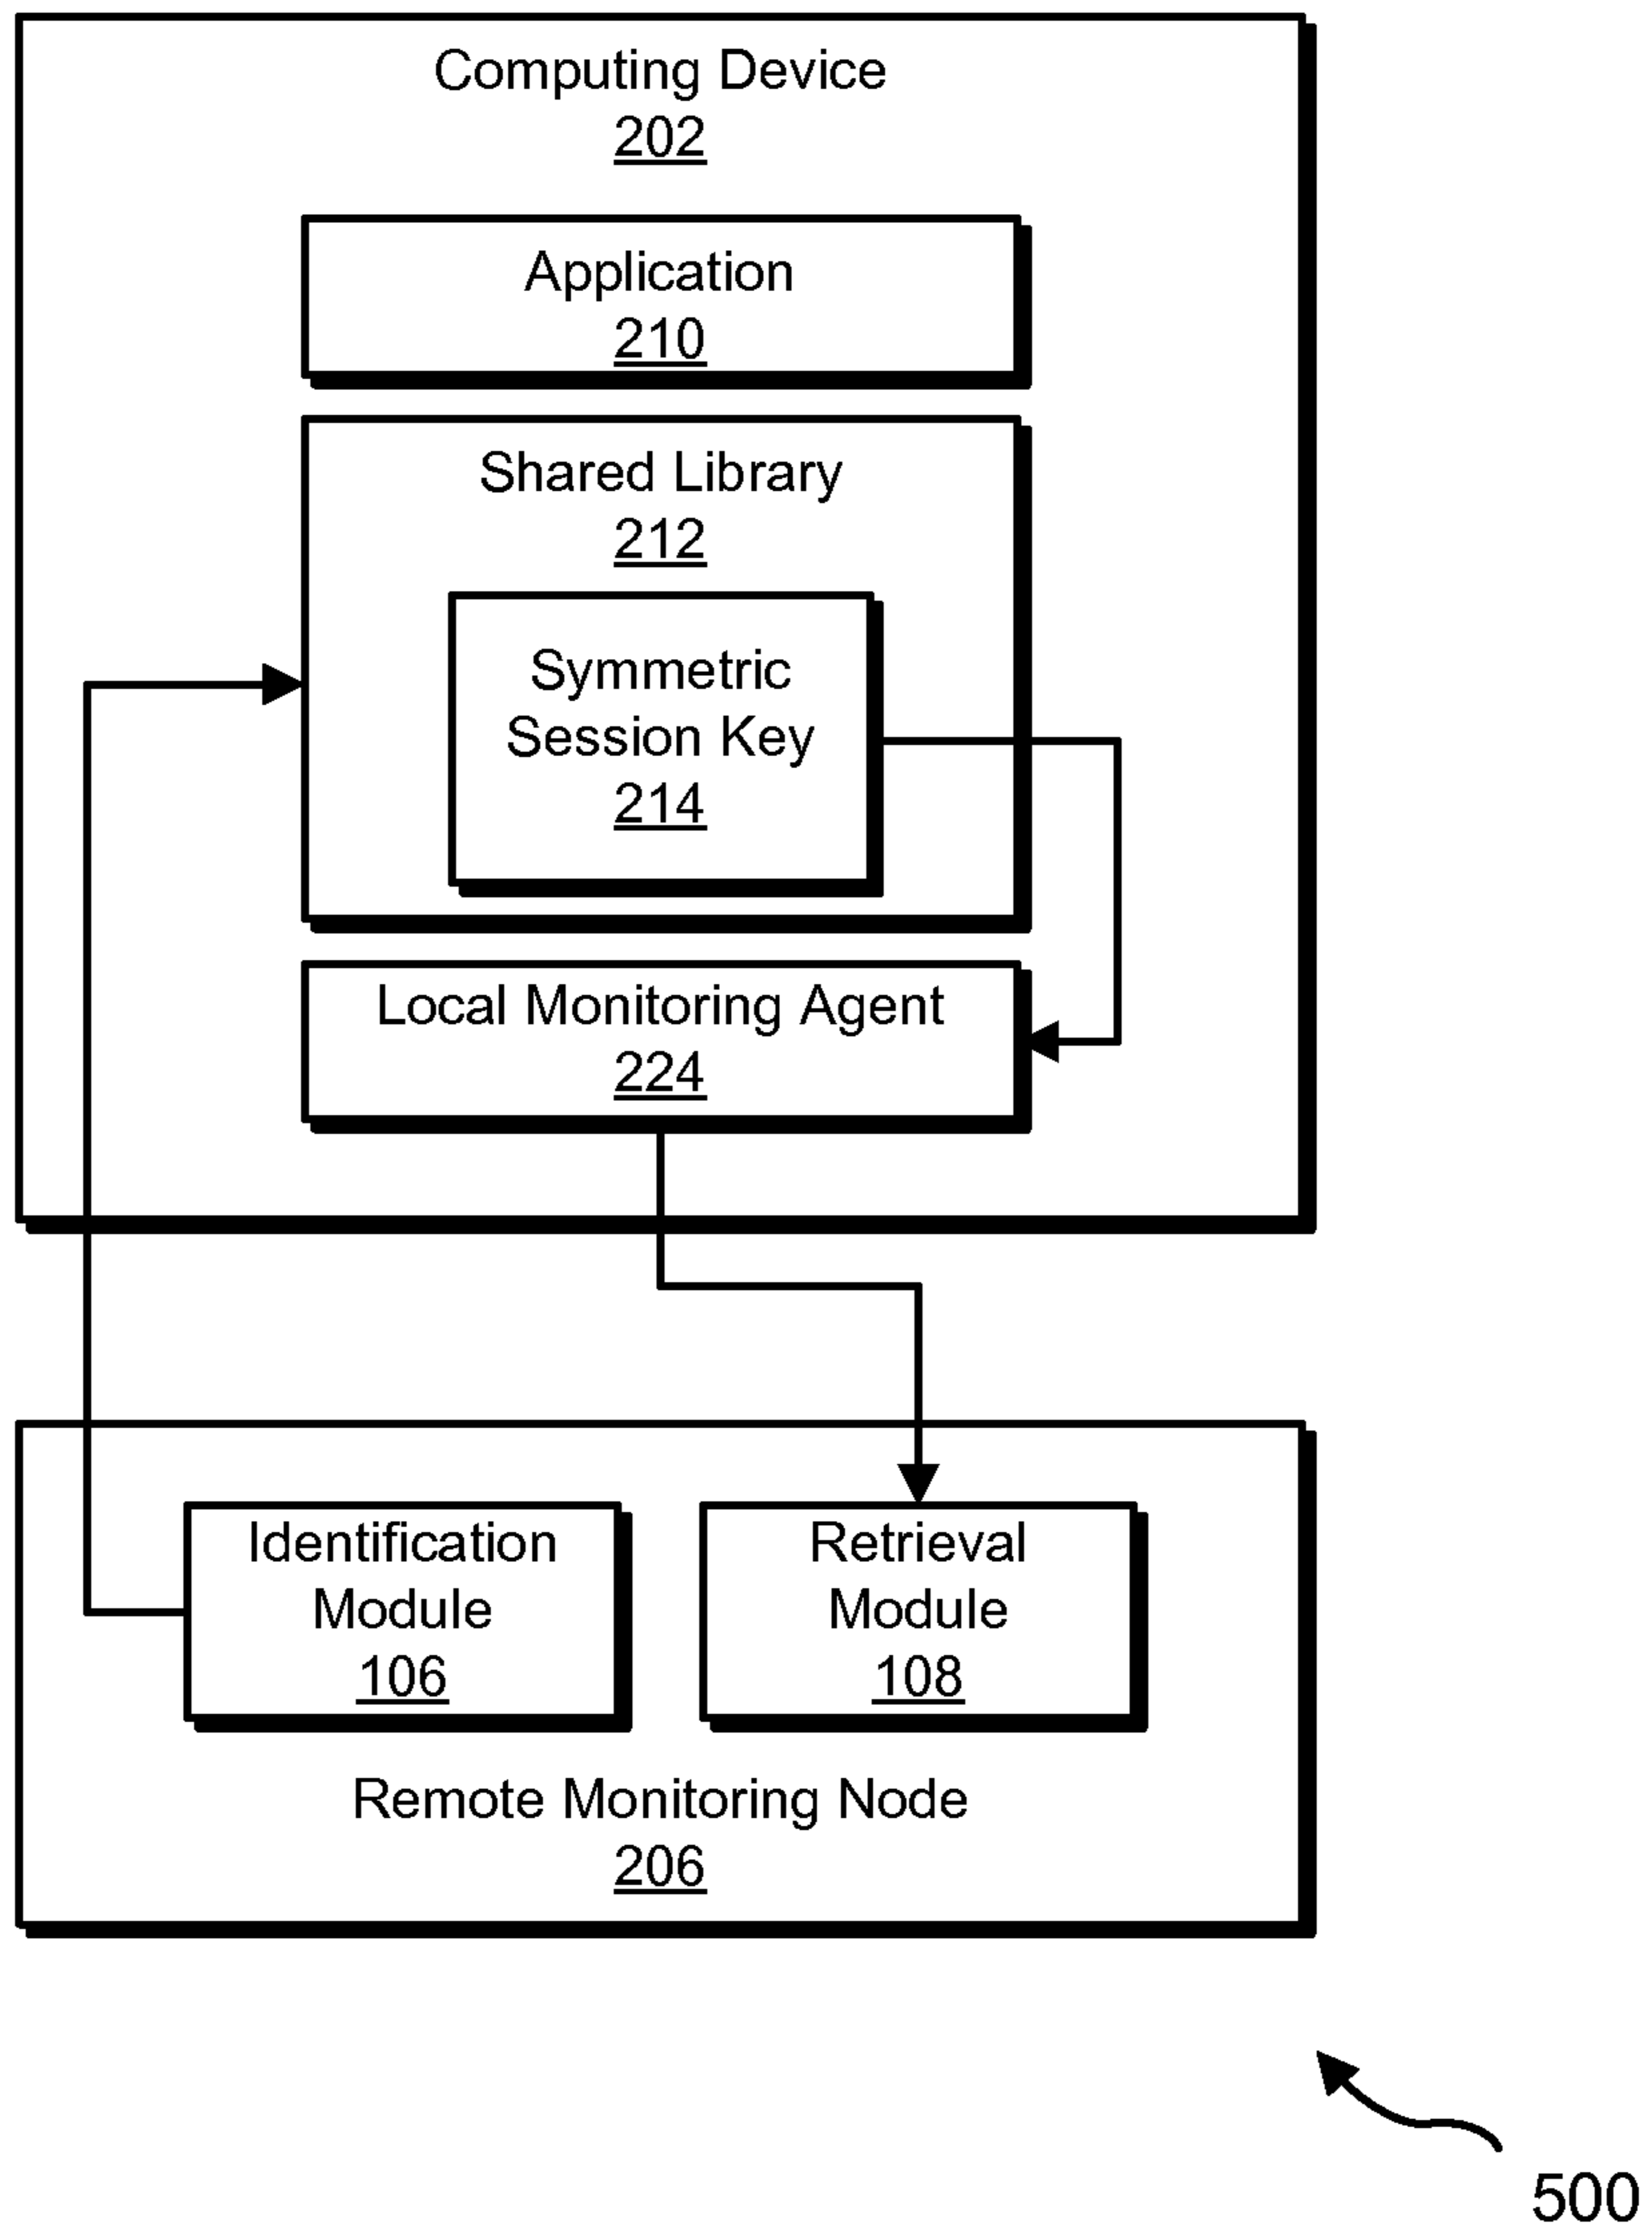 Computing Device
202
Application
210
Shared Library
212
Symmetric
Session Key
214
Local Monitoring Agent
224
Identification
Module
106
Retrieval
Module
108
Remote Monitoring Node
206
500